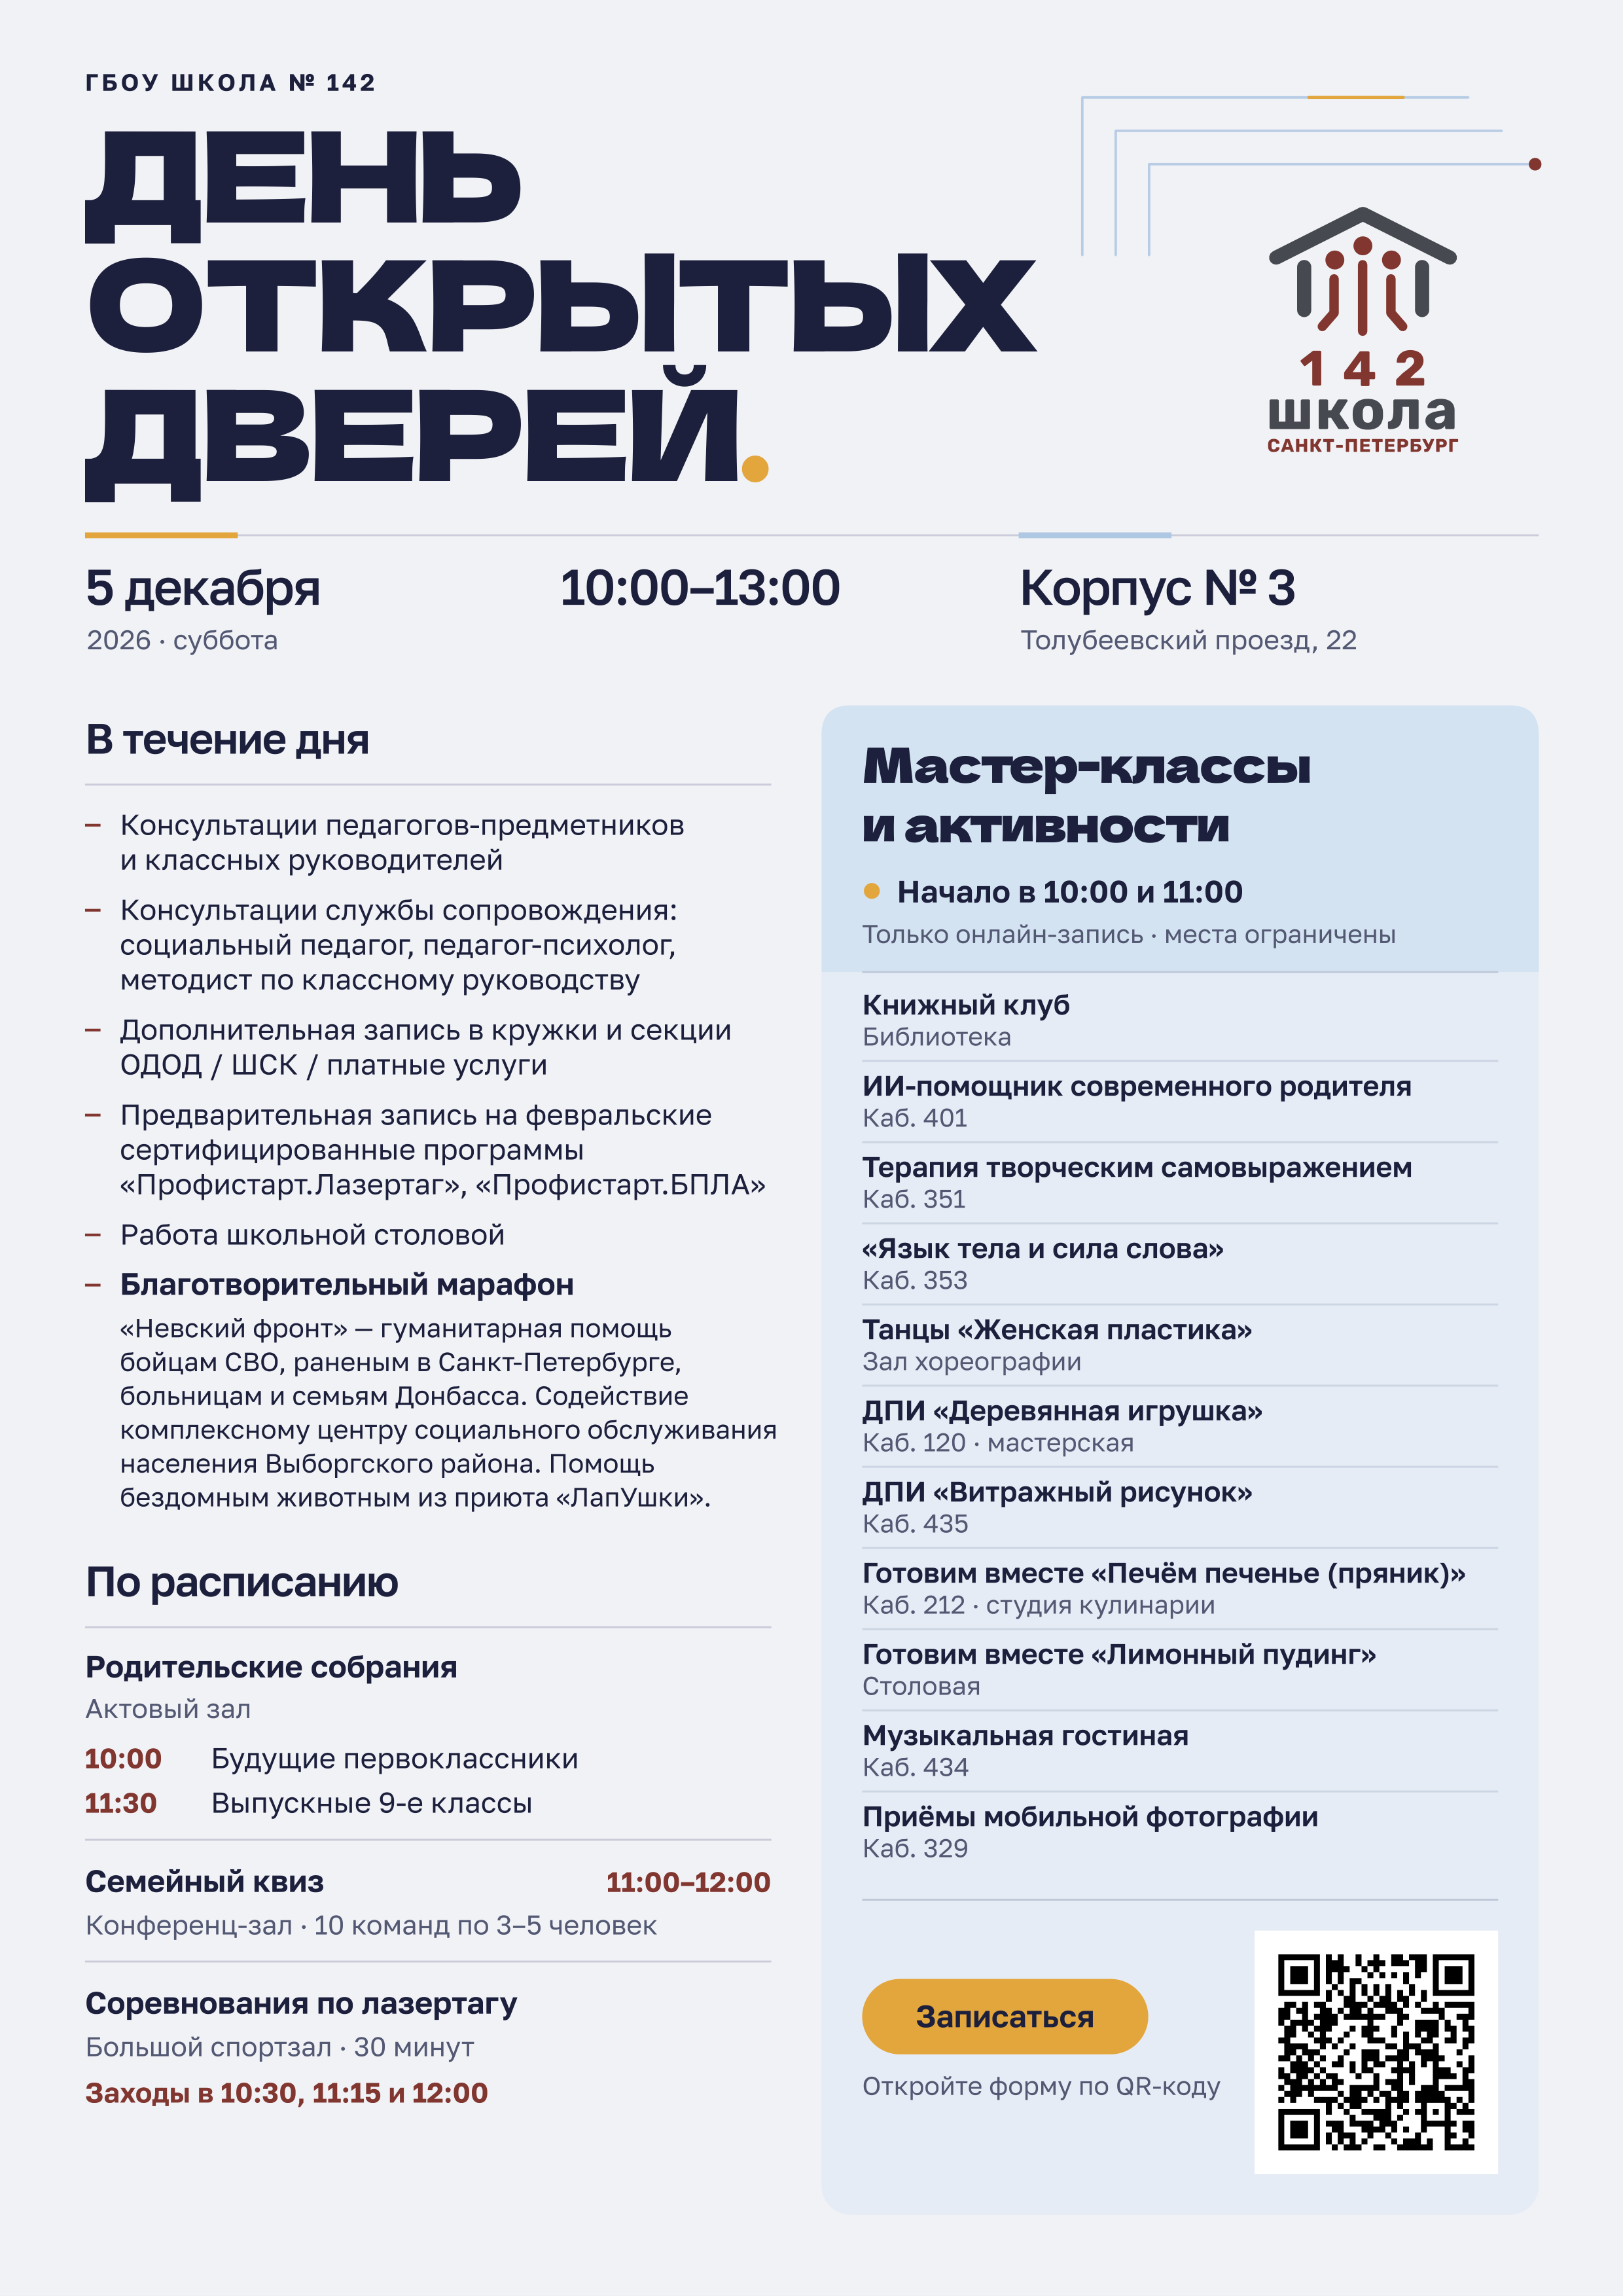 ГБОУ ШКОЛА № 142
ДЕНЬ
ОТКРЫТЫХ
ДВЕРЕЙ.
1 4 2
школа
САНКТ-ПЕТЕРБУРГ
5 декабря
2026 · суббота
10:00–13:00
Корпус № 3
Толубеевский проезд, 22
В течение дня
– Консультации педагогов-предметников
и классных руководителей
– Консультации службы сопровождения:
социальный педагог, педагог-психолог,
методист по классному руководству
– Дополнительная запись в кружки и секции
ОДОД / ШСК / платные услуги
– Предварительная запись на февральские
сертифицированные программы
«Профистарт.Лазертаг», «Профистарт.БПЛА»
– Работа школьной столовой
– Благотворительный марафон
«Невский фронт» — гуманитарная помощь
бойцам СВО, раненым в Санкт-Петербурге,
больницам и семьям Донбасса. Содействие
комплексному центру социального обслуживания
населения Выборгского района. Помощь
бездомным животным из приюта «ЛапУшки».
По расписанию
Родительские собрания
Актовый зал
10:00 Будущие первоклассники
11:30 Выпускные 9-е классы
Семейный квиз 11:00–12:00
Конференц-зал · 10 команд по 3–5 человек
Соревнования по лазертагу
Большой спортзал · 30 минут
Заходы в 10:30, 11:15 и 12:00
Мастер-классы
и активности
Начало в 10:00 и 11:00
Только онлайн-запись · места ограничены
Книжный клуб
Библиотека
ИИ-помощник современного родителя
Каб. 401
Терапия творческим самовыражением
Каб. 351
«Язык тела и сила слова»
Каб. 353
Танцы «Женская пластика»
Зал хореографии
ДПИ «Деревянная игрушка»
Каб. 120 · мастерская
ДПИ «Витражный рисунок»
Каб. 435
Готовим вместе «Печём печенье (пряник)»
Каб. 212 · студия кулинарии
Готовим вместе «Лимонный пудинг»
Столовая
Музыкальная гостиная
Каб. 434
Приёмы мобильной фотографии
Каб. 329
Записаться
Откройте форму по QR-коду